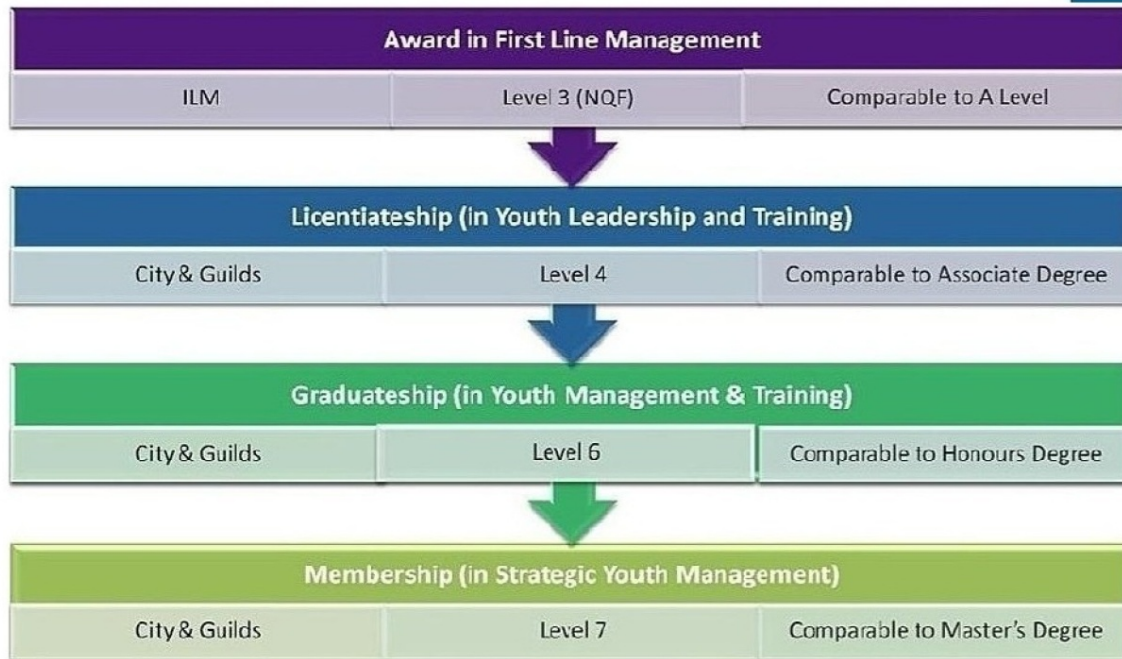 Award in First Line Management
ILM Level 3 (NQF) Comparable to A Level
Licentiateship (in Youth Leadership and Training)
City & Guilds Level 4 Comparable to Associate Degree
Graduateship (in Youth Management & Training)
City & Guilds Level 6 Comparable to Honours Degree
Membership (in Strategic Youth Management)
City & Guilds Level 7 Comparable to Master's Degree